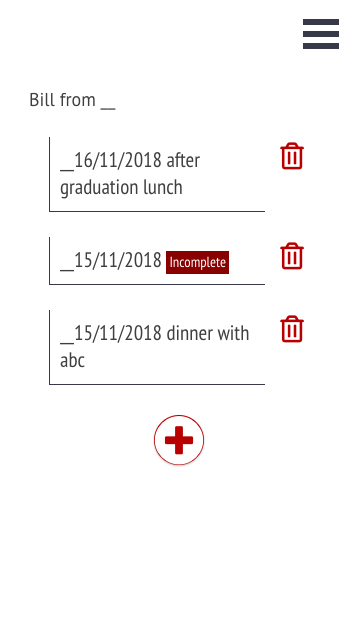 Bill from __
__16/11/2018 after
graduation lunch
__15/11/2018 Incomplete
__15/11/2018 dinner with
abc